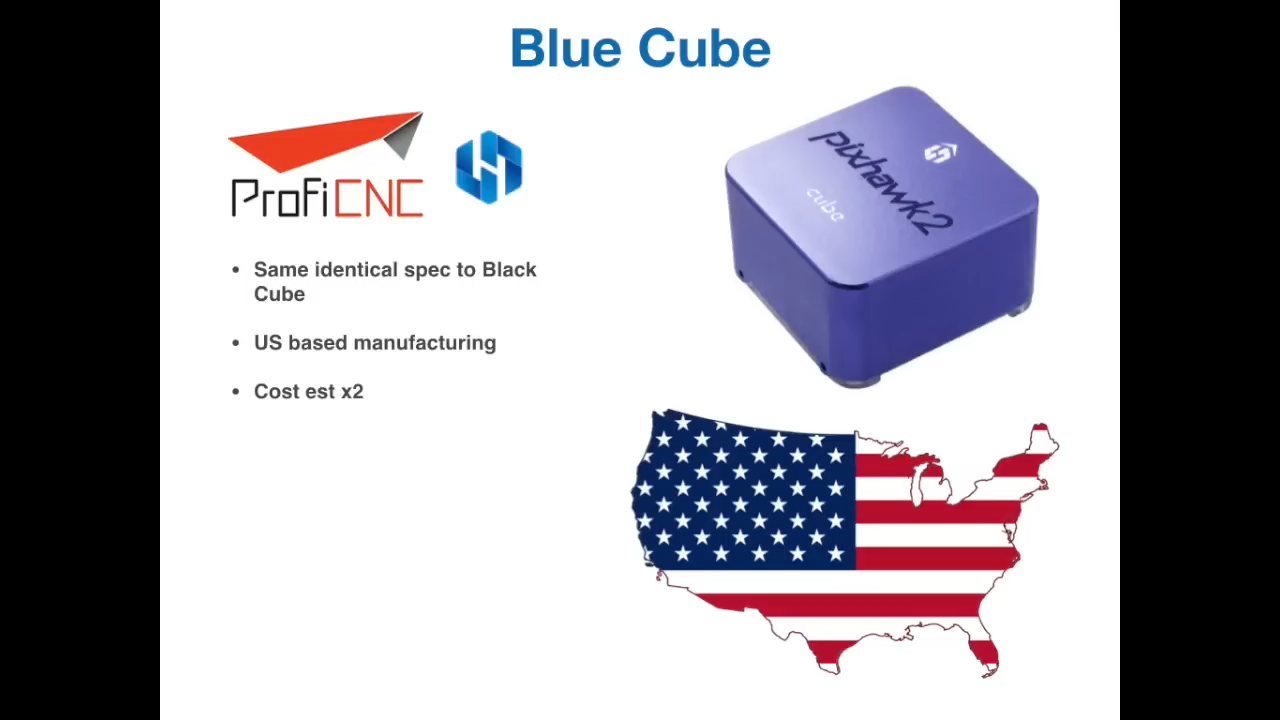 Blue Cube
ProfiCNC
pixhawk2
cube
• Same identical spec to Black
Cube
• US based manufacturing
• Cost est x2